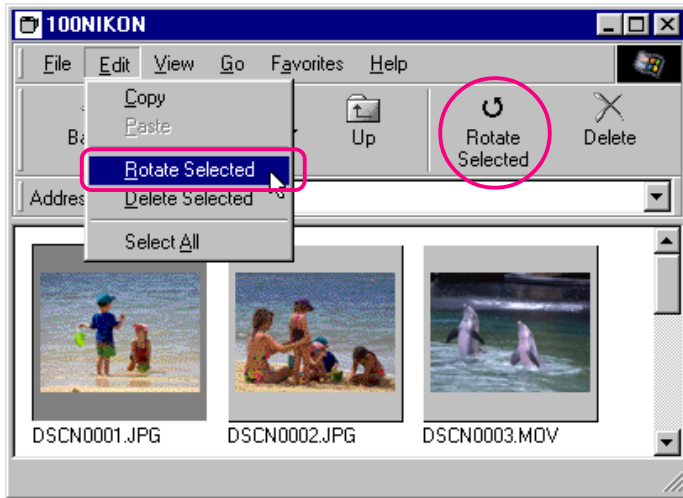 100NIKON
File Edit View Go Favorites Help
Up
Rotate
Selected
Delete
Copy
Paste
Rotate Selected
Delete Selected
Select All
Addres
DSCN0001.JPG DSCN0002.JPG DSCN0003.MOV